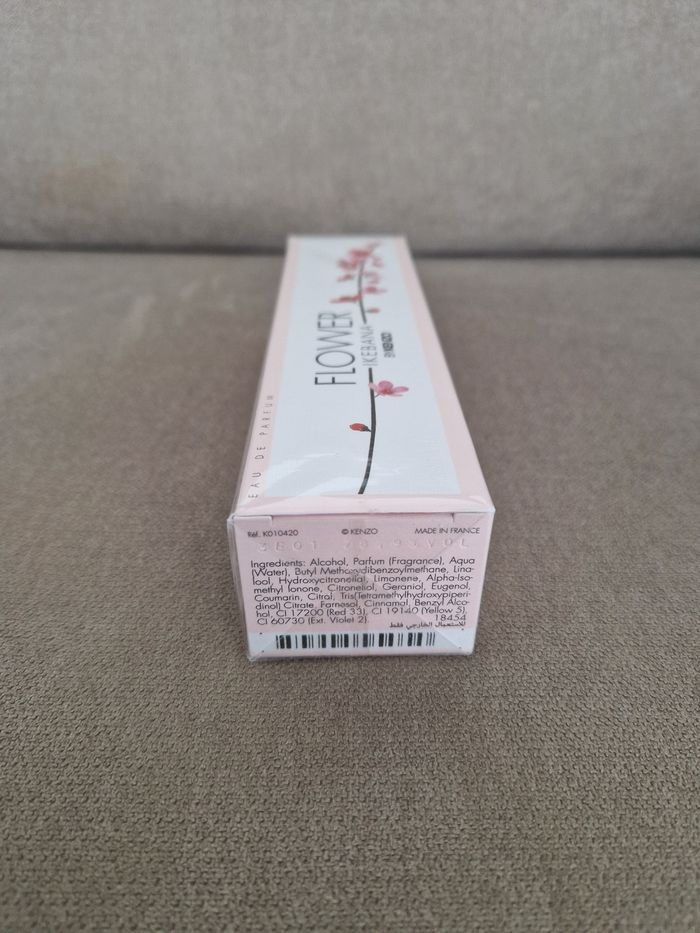 FLOWER
IKEBANA
BY KENZO
EAU DE PARFUM
Réf. K010420 © KENZO MADE IN FRANCE
Ingredients: Alcohol, Parfum (Fragrance), Aqua
(Water), Butyl Methoxydibenzoylmethane, Lina-
lool, Hydroxycitronellal, Limonene, Alpha-Iso-
methyl Ionone, Citronellol, Geraniol, Eugenol,
Coumarin, Citral, Tris(Tetramethylhydroxypiperi-
dinol) Citrate, Farnesol, Cinnamal, Benzyl Alco-
hol, CI 17200 (Red 33), CI 19140 (Yellow 5),
CI 60730 (Ext. Violet 2). 18454
للاستعمال الخارجي فقط